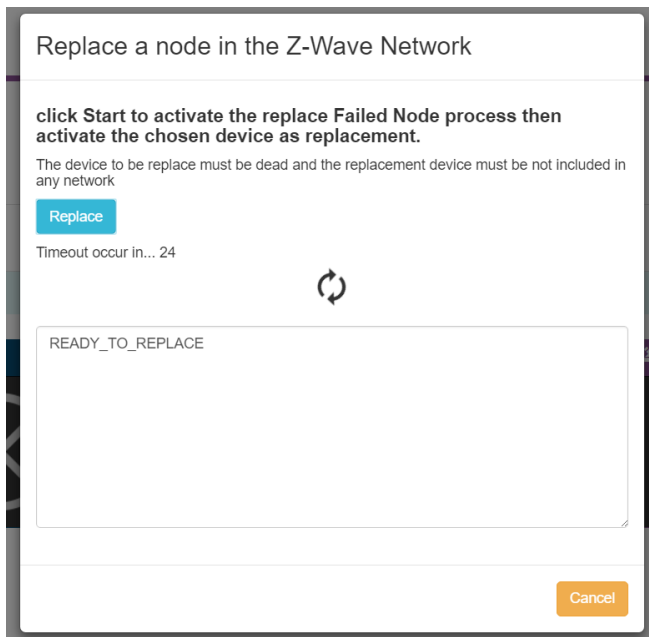 Replace a node in the Z-Wave Network
click Start to activate the replace Failed Node process then
activate the chosen device as replacement.
The device to be replace must be dead and the replacement device must be not included in
any network
Replace
Timeout occur in... 24
READY_TO_REPLACE
Cancel